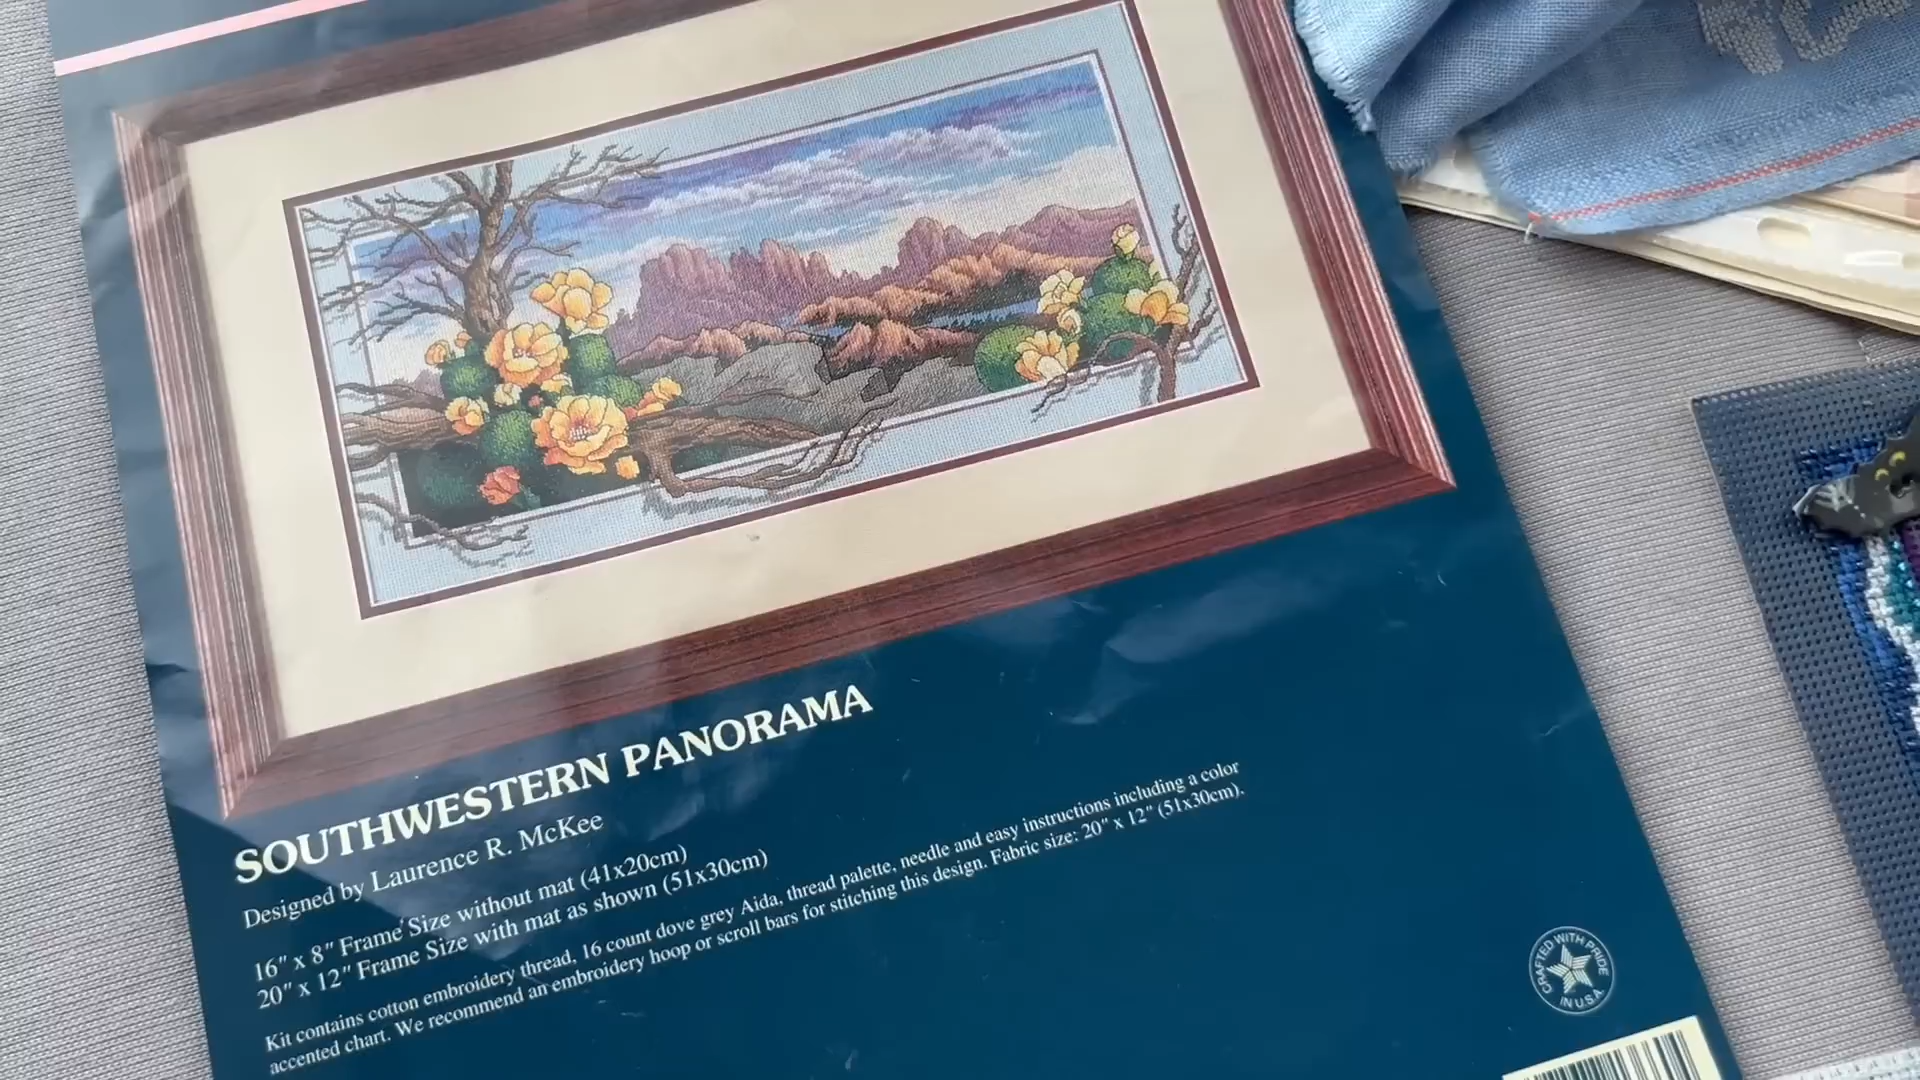 SOUTHWESTERN PANORAMA
Designed by Laurence R. McKee
16" x 8" Frame Size without mat (41x20cm)
20" x 12" Frame Size with mat as shown (51x30cm)
Kit contains cotton embroidery thread, 16 count dove grey Aida, thread palette, needle and easy instructions including a color
accented chart. We recommend an embroidery hoop or scroll bars for stitching this design. Fabric size: 20" x 12" (51x30cm).
CRAFTED WITH PRIDE
IN U.S.A.